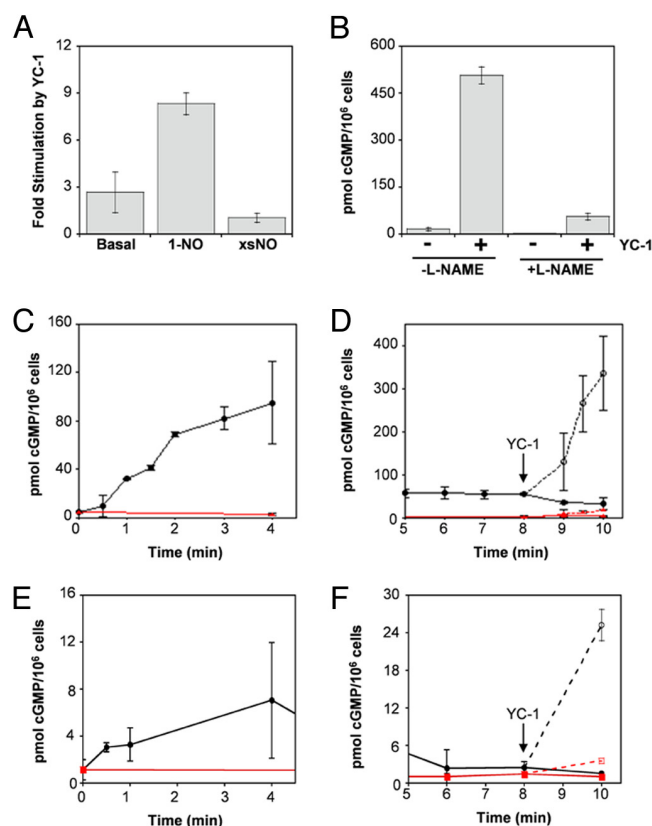 A
Fold Stimulation by YC-1
12
9
6
3
0
Basal 1-NO xsNO
B
pmol cGMP/10⁶ cells
600
450
300
150
0
- + - + YC-1
-L-NAME +L-NAME
C
pmol cGMP/10⁶ cells
160
120
80
40
0
0 1 2 3 4
Time (min)
D
pmol cGMP/10⁶ cells
400
300
200
100
0
YC-1
5 6 7 8 9 10
Time (min)
E
pmol cGMP/10⁶ cells
16
12
8
4
0
0 1 2 3 4
Time (min)
F
pmol cGMP/10⁶ cells
30
24
18
12
6
0
YC-1
5 6 7 8 9 10
Time (min)